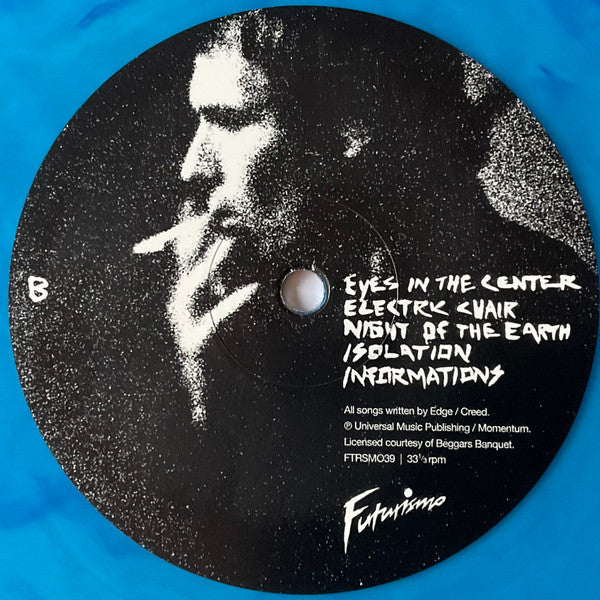 B
EYES IN THE CENTER
ELECTRIC CHAIR
NIGHT OF THE EARTH
ISOLATION
INFORMATIONS
All songs written by Edge / Creed.
℗ Universal Music Publishing / Momentum.
Licensed courtesy of Beggars Banquet.
FTRSMO39 | 33⅓ rpm
Futurismo